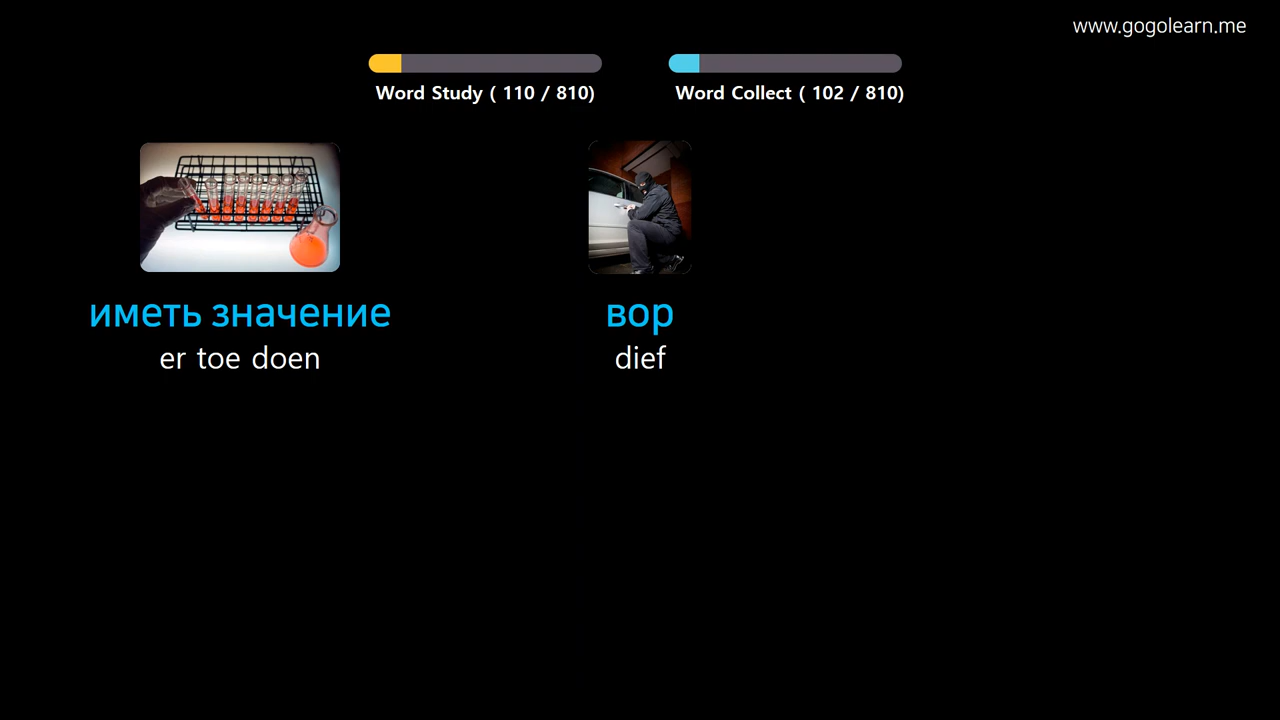 www.gogolearn.me
Word Study ( 110 / 810)
Word Collect ( 102 / 810)
иметь значение
er toe doen
вор
dief